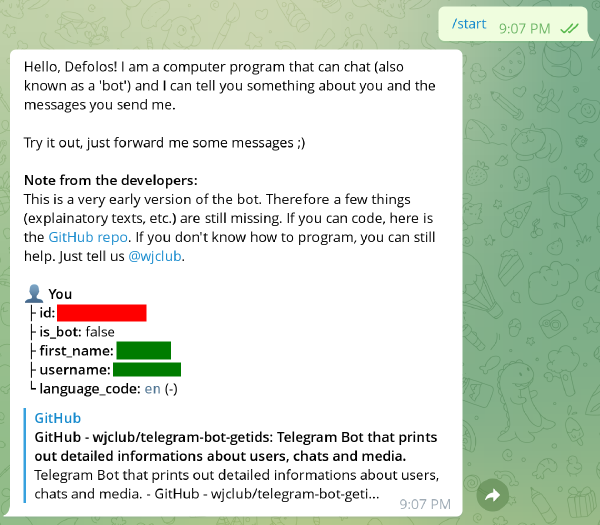 /start 9:07 PM
Hello, Defolos! I am a computer program that can chat (also
known as a 'bot') and I can tell you something about you and the
messages you send me.
Try it out, just forward me some messages ;)
Note from the developers:
This is a very early version of the bot. Therefore a few things
(explainatory texts, etc.) are still missing. If you can code, here is
the GitHub repo. If you don't know how to program, you can still
help. Just tell us @wjclub.
👤 You
├ id:
├ is_bot: false
├ first_name:
├ username:
└ language_code: en (-)
GitHub
GitHub - wjclub/telegram-bot-getids: Telegram Bot that prints
out detailed informations about users, chats and media.
Telegram Bot that prints out detailed informations about users,
chats and media. - GitHub - wjclub/telegram-bot-geti...
9:07 PM